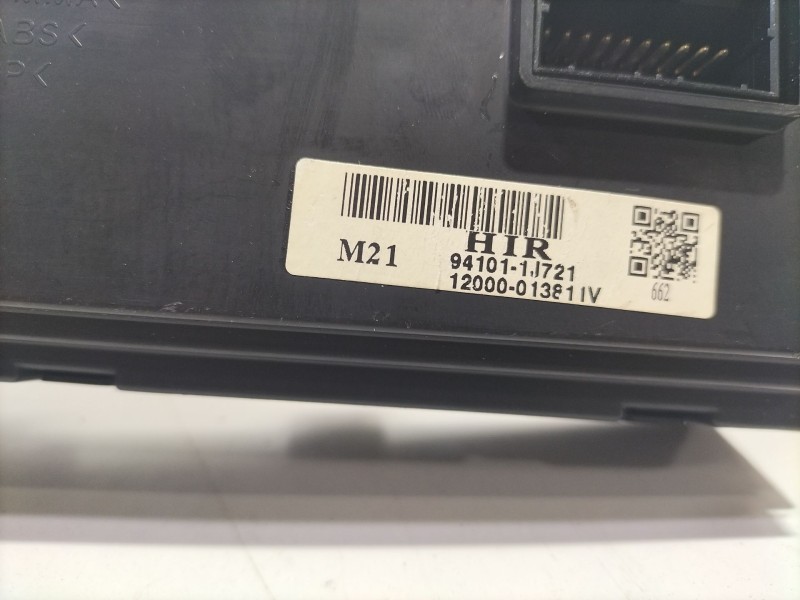 ABS<
P<
M21
HIR
94101-1J721
12000-01381IV
662